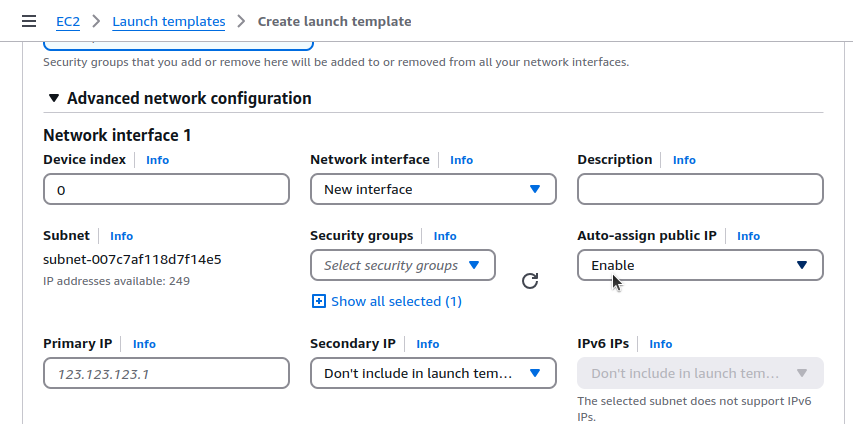 EC2 > Launch templates > Create launch template
Security groups that you add or remove here will be added to or removed from all your network interfaces.
Advanced network configuration
Network interface 1
Device index Info Network interface Info Description Info
0 New interface
Subnet Info Security groups Info Auto-assign public IP Info
subnet-007c7af118d7f14e5 Select security groups Enable
IP addresses available: 249
Show all selected (1)
Primary IP Info Secondary IP Info IPv6 IPs Info
123.123.123.1 Don't include in launch tem... Don't include in launch tem...
The selected subnet does not support IPv6
IPs.